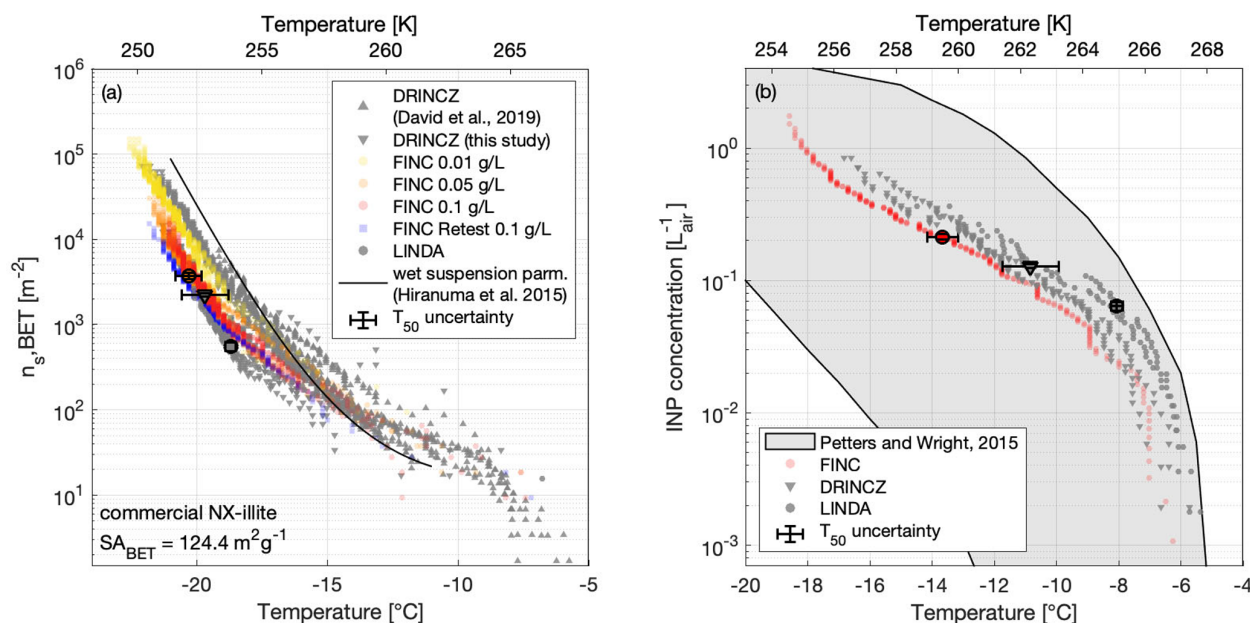 Temperature [K]
250 255 260 265
(a)
DRINCZ
(David et al., 2019)
DRINCZ (this study)
FINC 0.01 g/L
FINC 0.05 g/L
FINC 0.1 g/L
FINC Retest 0.1 g/L
LINDA
wet suspension parm.
(Hiranuma et al. 2015)
T50 uncertainty
10^6
10^5
10^4
10^3
10^2
10^1
n_s,BET [m^-2]
commercial NX-illite
SA_BET = 124.4 m^2g^-1
-20 -15 -10 -5
Temperature [°C]
Temperature [K]
254 256 258 260 262 264 266 268
(b)
10^0
10^-1
10^-2
10^-3
INP concentration [L_air^-1]
Petters and Wright, 2015
FINC
DRINCZ
LINDA
T50 uncertainty
-20 -18 -16 -14 -12 -10 -8 -6 -4
Temperature [°C]